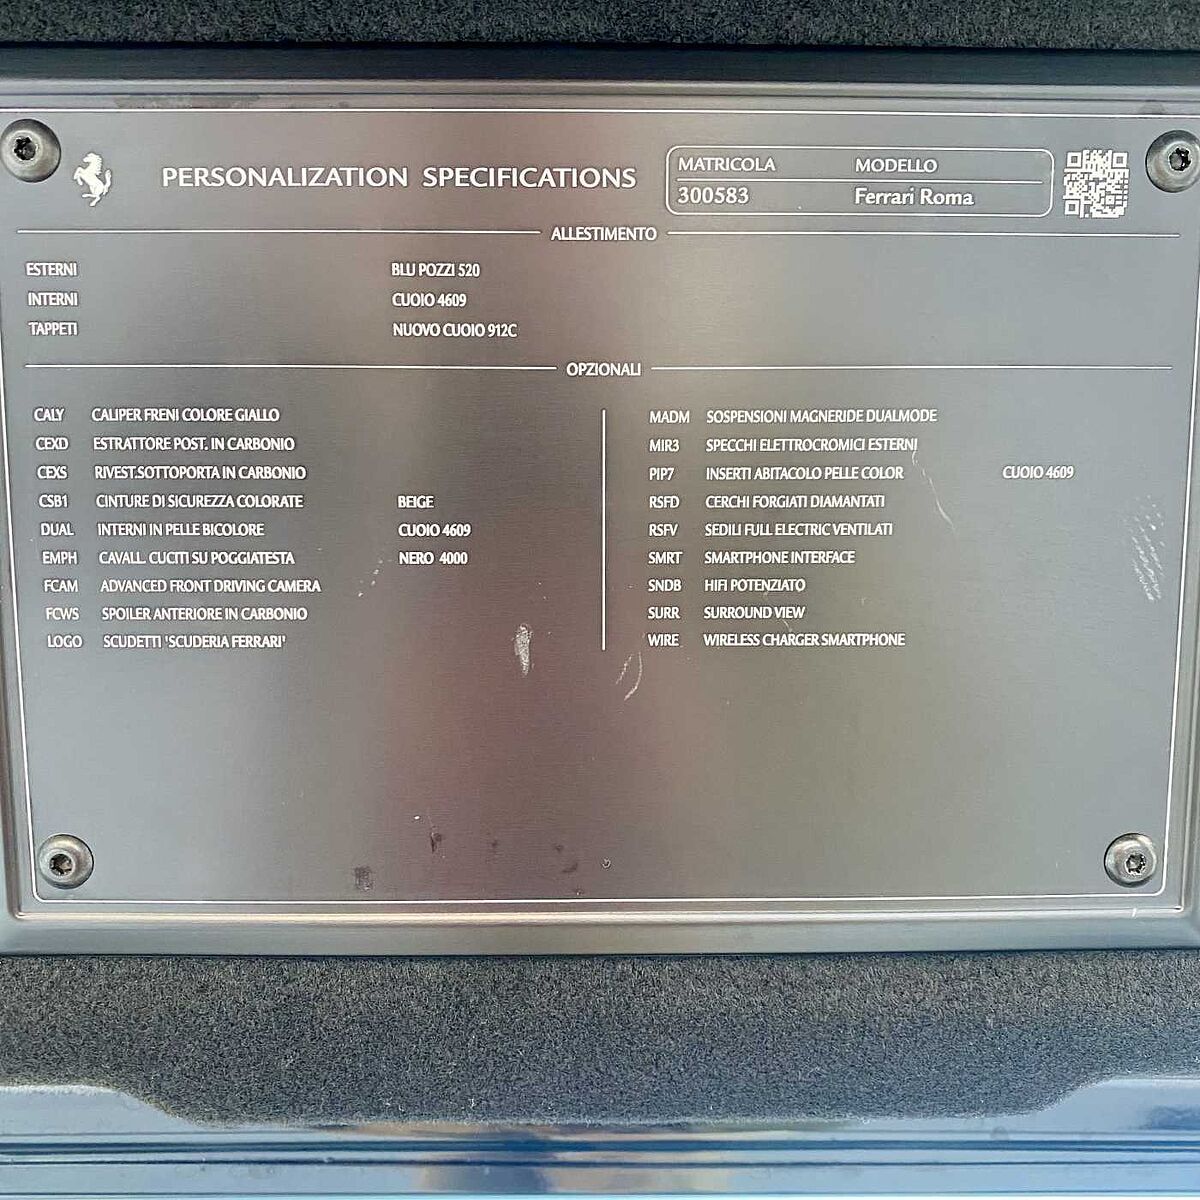 PERSONALIZATION SPECIFICATIONS
MATRICOLA MODELLO
300583 Ferrari Roma
ALLESTIMENTO
ESTERNI BLU POZZI 520
INTERNI CUOIO 4609
TAPPETI NUOVO CUOIO 912C
OPZIONALI
CALY CALIPER FRENI COLORE GIALLO
CEXD ESTRATTORE POST. IN CARBONIO
CEXS RIVEST.SOTTOPORTA IN CARBONIO
CSB1 CINTURE DI SICUREZZA COLORATE BEIGE
DUAL INTERNI IN PELLE BICOLORE CUOIO 4609
EMPH CAVALL. CUCITI SU POGGIATESTA NERO 4000
FCAM ADVANCED FRONT DRIVING CAMERA
FCWS SPOILER ANTERIORE IN CARBONIO
LOGO SCUDETTI 'SCUDERIA FERRARI'
MADM SOSPENSIONI MAGNERIDE DUALMODE
MIR3 SPECCHI ELETTROCROMICI ESTERNI
PIP7 INSERTI ABITACOLO PELLE COLOR CUOIO 4609
RSFD CERCHI FORGIATI DIAMANTATI
RSFV SEDILI FULL ELECTRIC VENTILATI
SMRT SMARTPHONE INTERFACE
SNDB HIFI POTENZIATO
SURR SURROUND VIEW
WIRE WIRELESS CHARGER SMARTPHONE